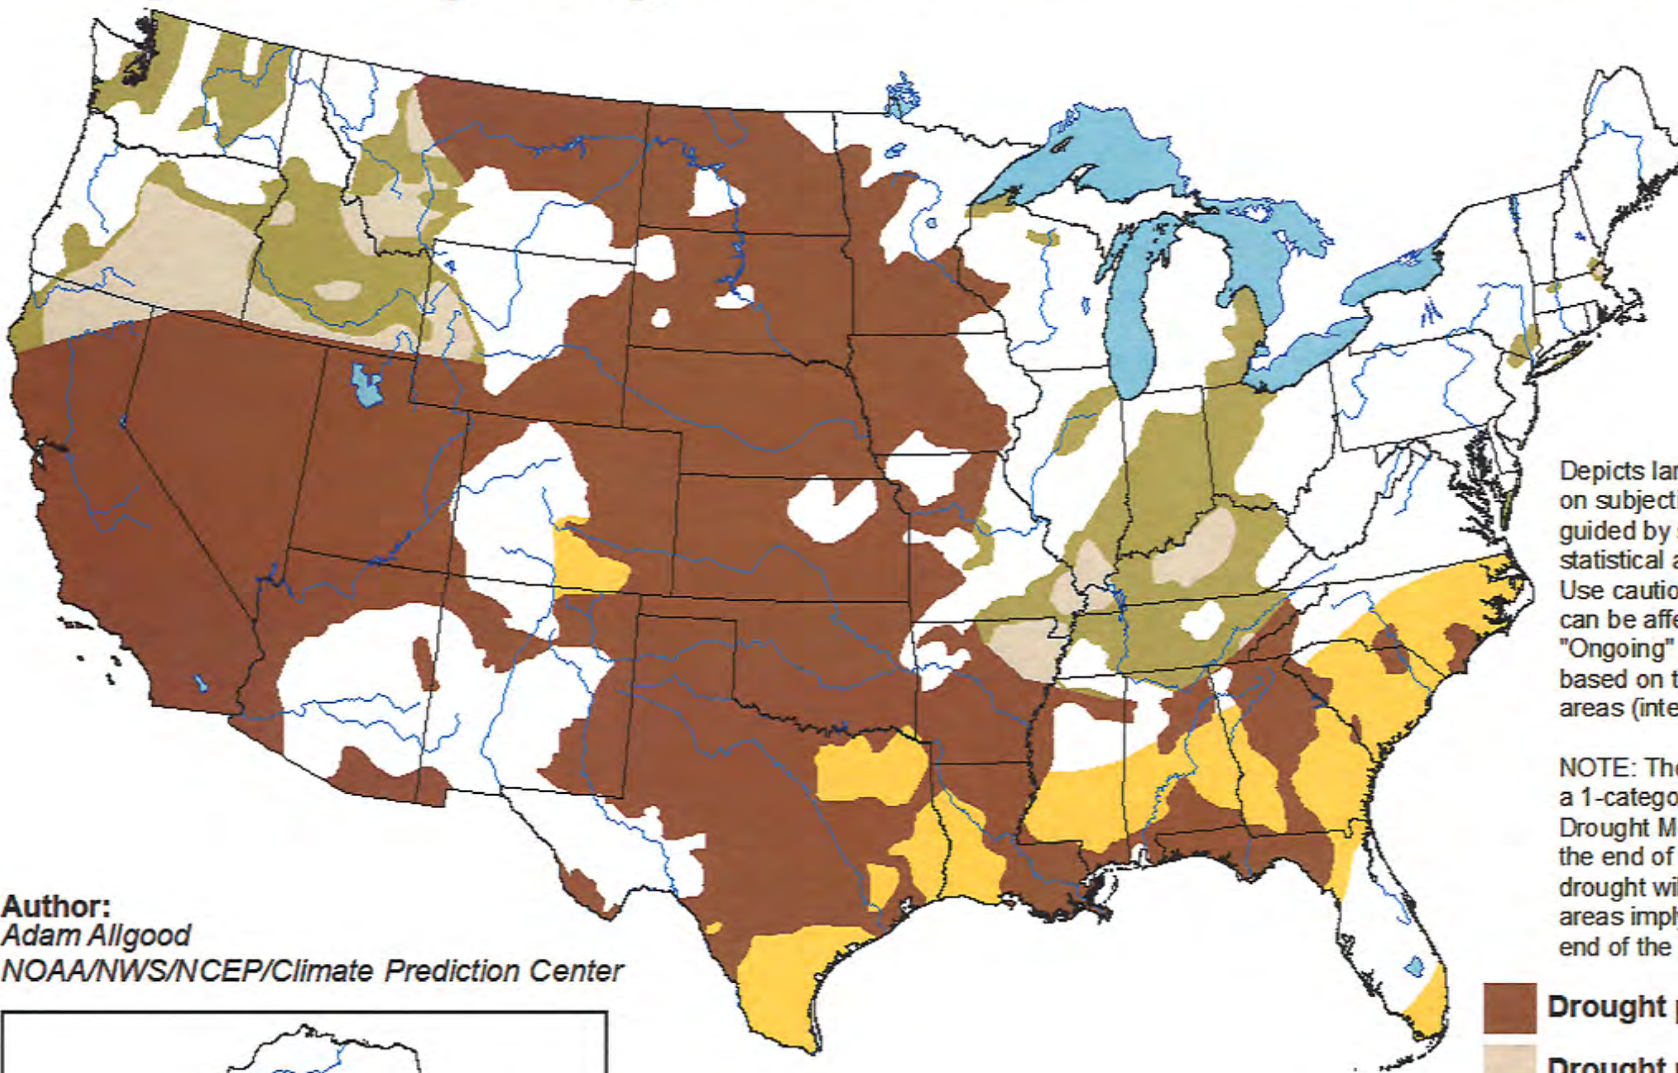 Depicts lar
on subjecti
guided by s
statistical a
Use cautio
can be affe
"Ongoing"
based on t
areas (inte
NOTE: The
a 1-catego
Drought M
the end of
drought wil
areas imply
end of the
Author:
Adam Allgood
NOAA/NWS/NCEP/Climate Prediction Center
Drought p
Drought